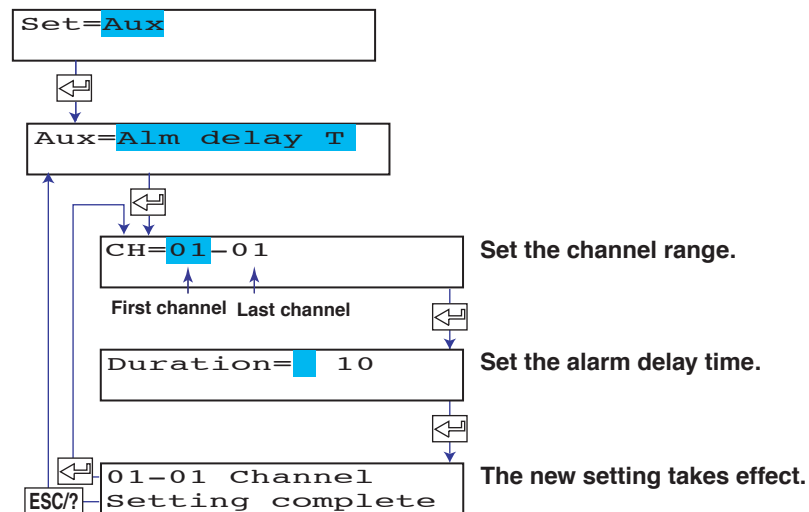 Set=Aux
Aux=Alm delay T
CH=01-01
Set the channel range.
First channel
Last channel
Duration= 10
Set the alarm delay time.
01-01 Channel
The new setting takes effect.
ESC/?
Setting complete